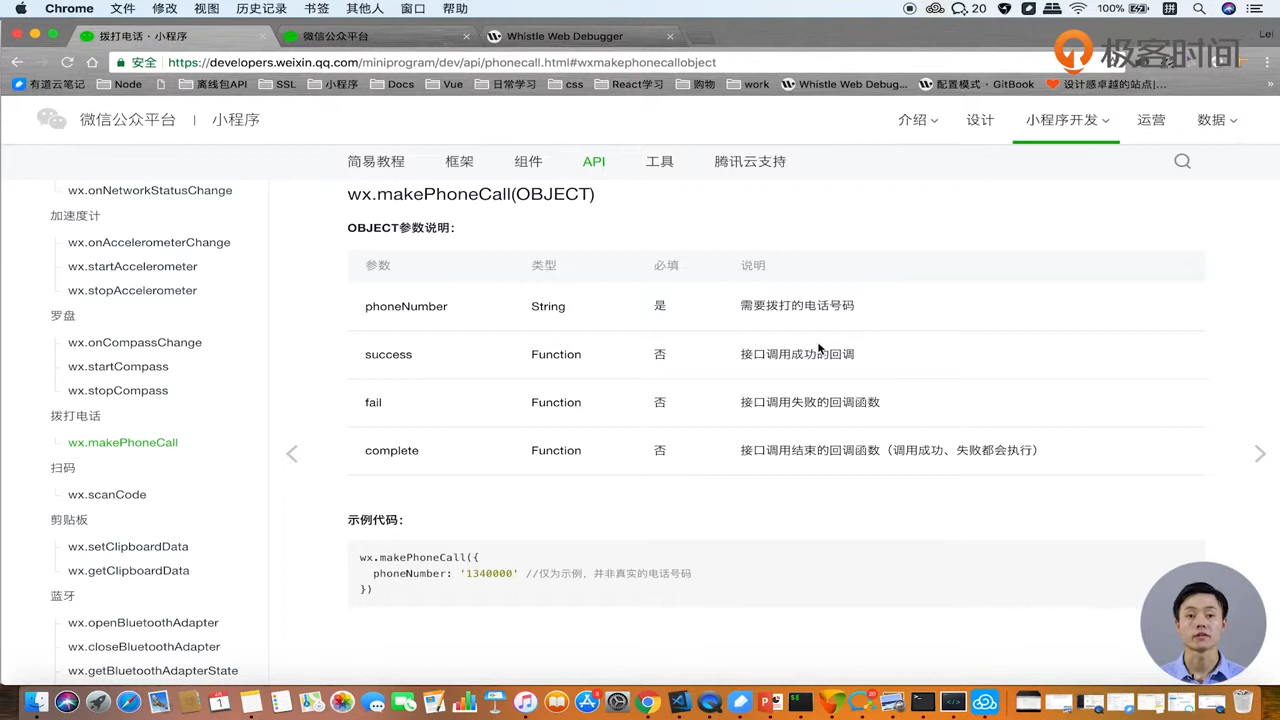 Chrome 文件 修改 视图 历史记录 书签 其他人 窗口 帮助 20 100% 拼
拨打电话 · 小程序 微信公众平台 Whistle Web Debugger Lei
安全 https://developers.weixin.qq.com/miniprogram/dev/api/phonecall.html#wxmakephonecallobject
极客时间
有道云笔记 Node 离线包API SSL 小程序 Docs Vue 日常学习 css React学习 购物 work Whistle Web Debug... 配置模式 · GitBook 设计感卓越的站点|... »
微信公众平台 | 小程序 介绍 设计 小程序开发 运营 数据
简易教程 框架 组件 API 工具 腾讯云支持
wx.onNetworkStatusChange
加速度计
wx.onAccelerometerChange
wx.startAccelerometer
wx.stopAccelerometer
罗盘
wx.onCompassChange
wx.startCompass
wx.stopCompass
拨打电话
wx.makePhoneCall
扫码
wx.scanCode
剪贴板
wx.setClipboardData
wx.getClipboardData
蓝牙
wx.openBluetoothAdapter
wx.closeBluetoothAdapter
wx.getBluetoothAdapterState
wx.makePhoneCall(OBJECT)
OBJECT参数说明：
参数 类型 必填 说明
phoneNumber String 是 需要拨打的电话号码
success Function 否 接口调用成功的回调
fail Function 否 接口调用失败的回调函数
complete Function 否 接口调用结束的回调函数（调用成功、失败都会执行）
示例代码：
wx.makePhoneCall({
phoneNumber: '1340000' //仅为示例，并非真实的电话号码
})